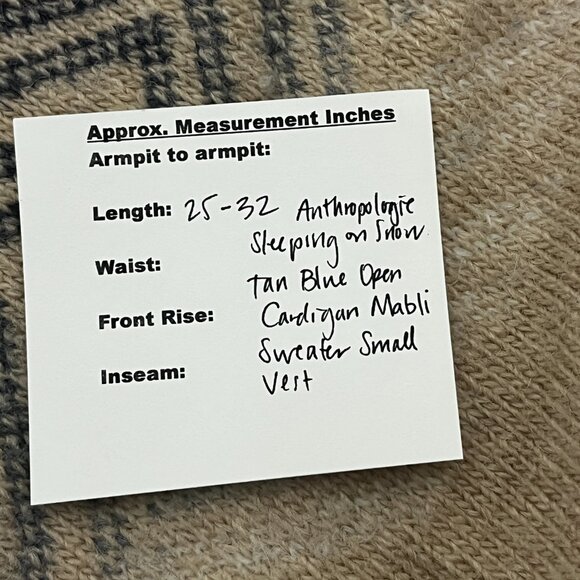 Approx. Measurement Inches
Armpit to armpit:
Length: 25-32 Anthropologie
Sleeping on Snow
Waist:
tan Blue Open
Front Rise: Cardigan Mabli
Sweater Small
Inseam: Vest